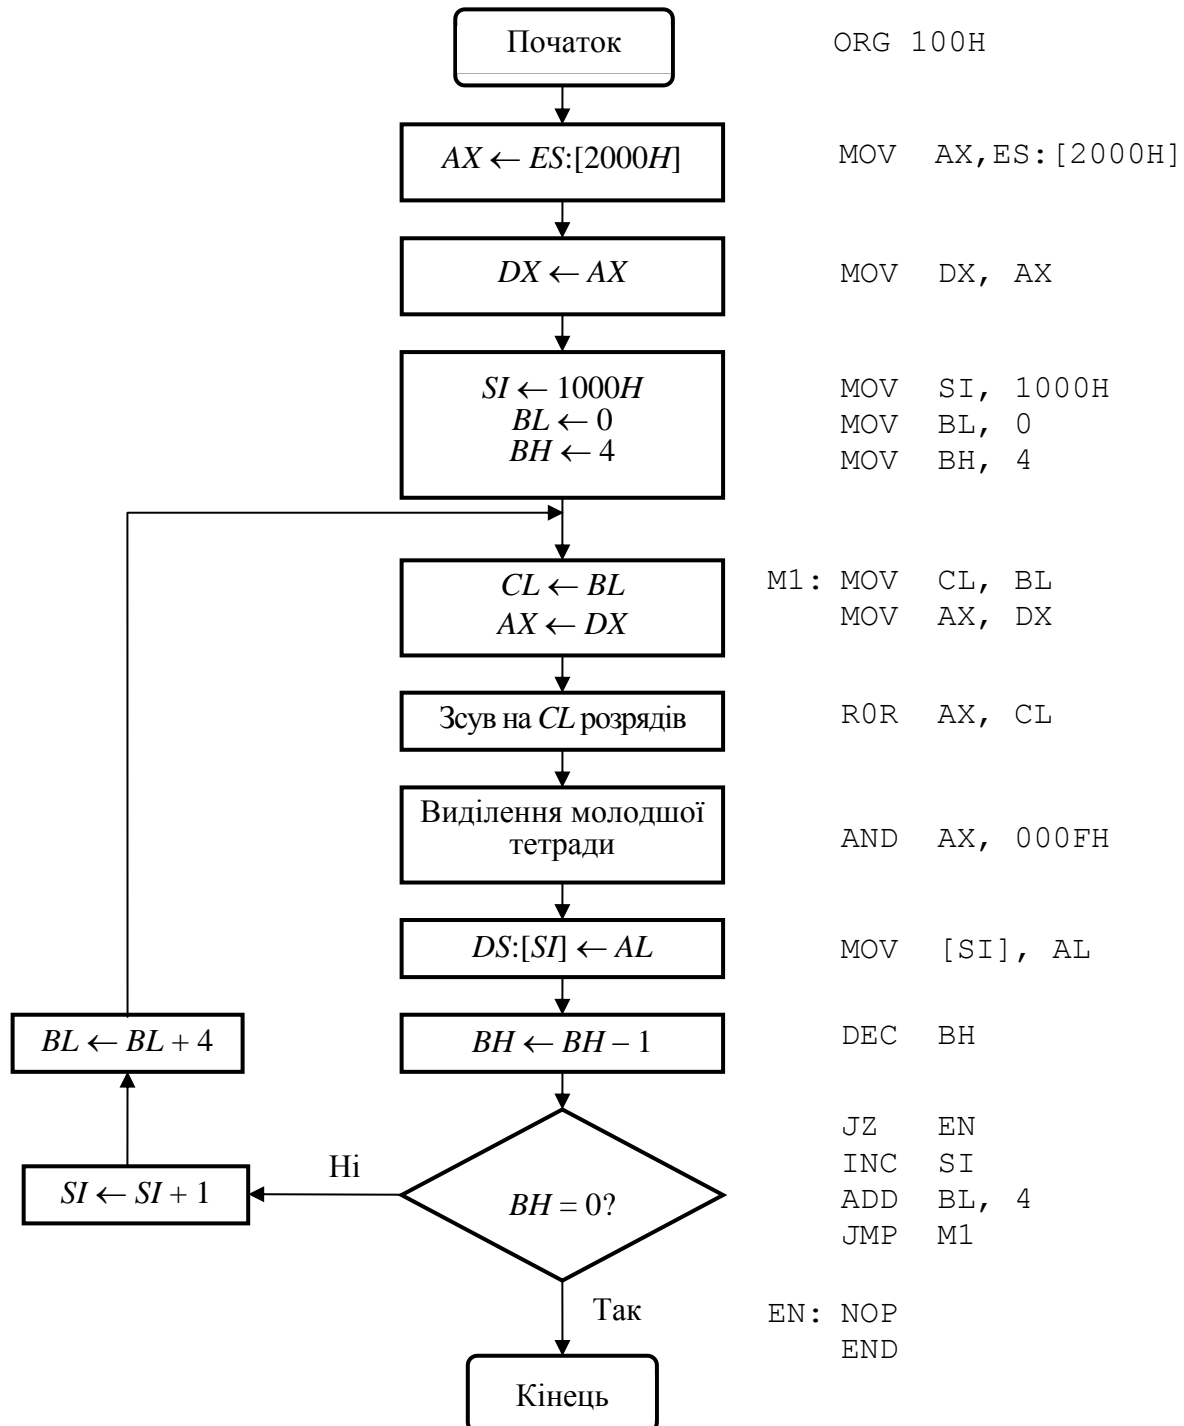 Початок
ORG 100H
AX ← ES:[2000H]
MOV AX,ES:[2000H]
DX ← AX
MOV DX, AX
SI ← 1000H
BL ← 0
BH ← 4
MOV SI, 1000H
MOV BL, 0
MOV BH, 4
CL ← BL
AX ← DX
M1: MOV CL, BL
MOV AX, DX
Зсув на CL розрядів
R0R AX, CL
Виділення молодшої
тетради
AND AX, 000FH
DS:[SI] ← AL
MOV [SI], AL
BL ← BL + 4
BH ← BH – 1
DEC BH
SI ← SI + 1
Ні
BH = 0?
JZ EN
INC SI
ADD BL, 4
JMP M1
Так
EN: NOP
END
Кінець